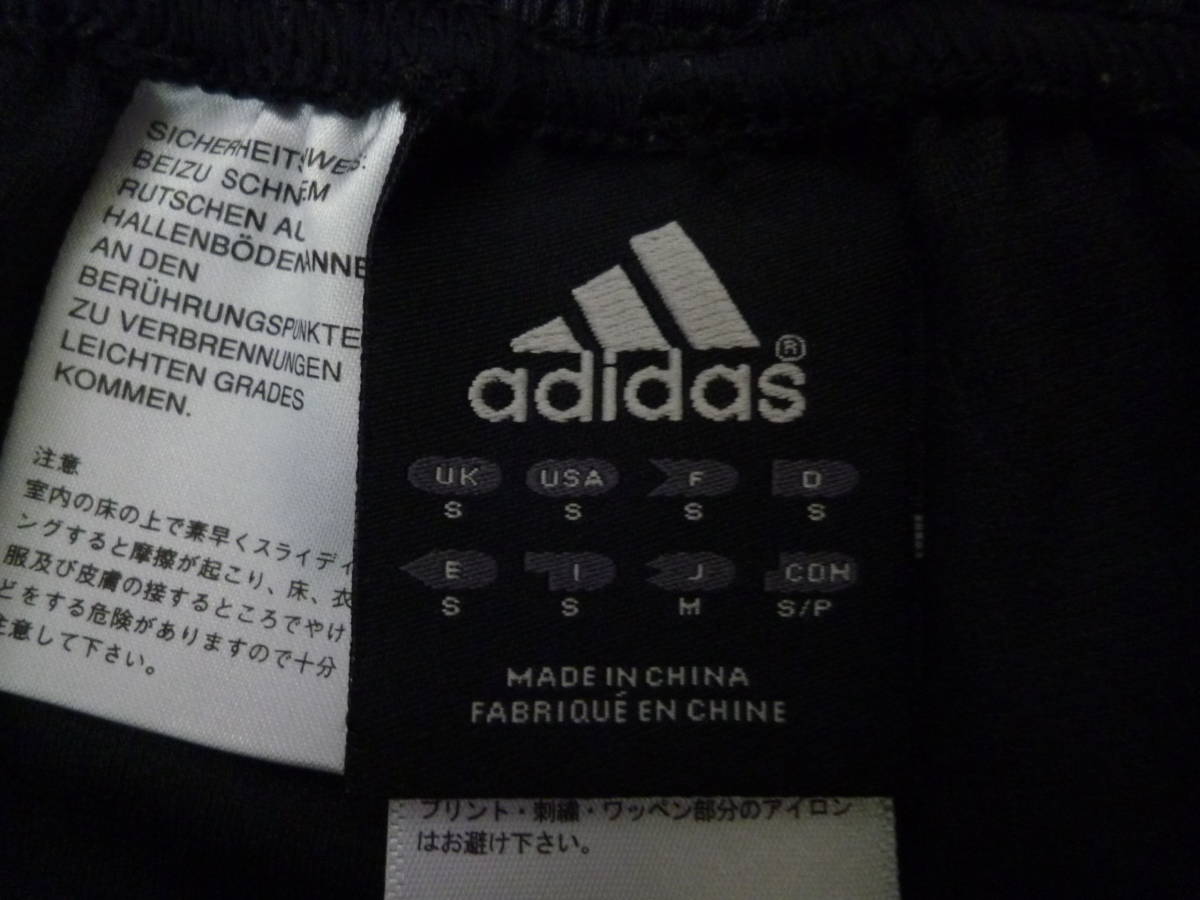 SICHERHEITS
BEIZU SCHN
RUTSCHEN AU
HALLENBÖDEN
AN DEN
BERÜHRUNGSPUNKTE
ZU VERBRENNUNGEN
LEICHTEN GRADES
KOMMEN.
注意
室内の床の上で素早くスライディ
ングすると摩擦が起こり、床、衣
服及び皮膚の接するところでやけ
どをする危険がありますので十分
注意して下さい。
adidas®
UK USA F D
S S S S
E I J CDN
S S M S/P
MADE IN CHINA
FABRIQUÉ EN CHINE
プリント・刺繍・ワッペン部分のアイロン
はお避け下さい。